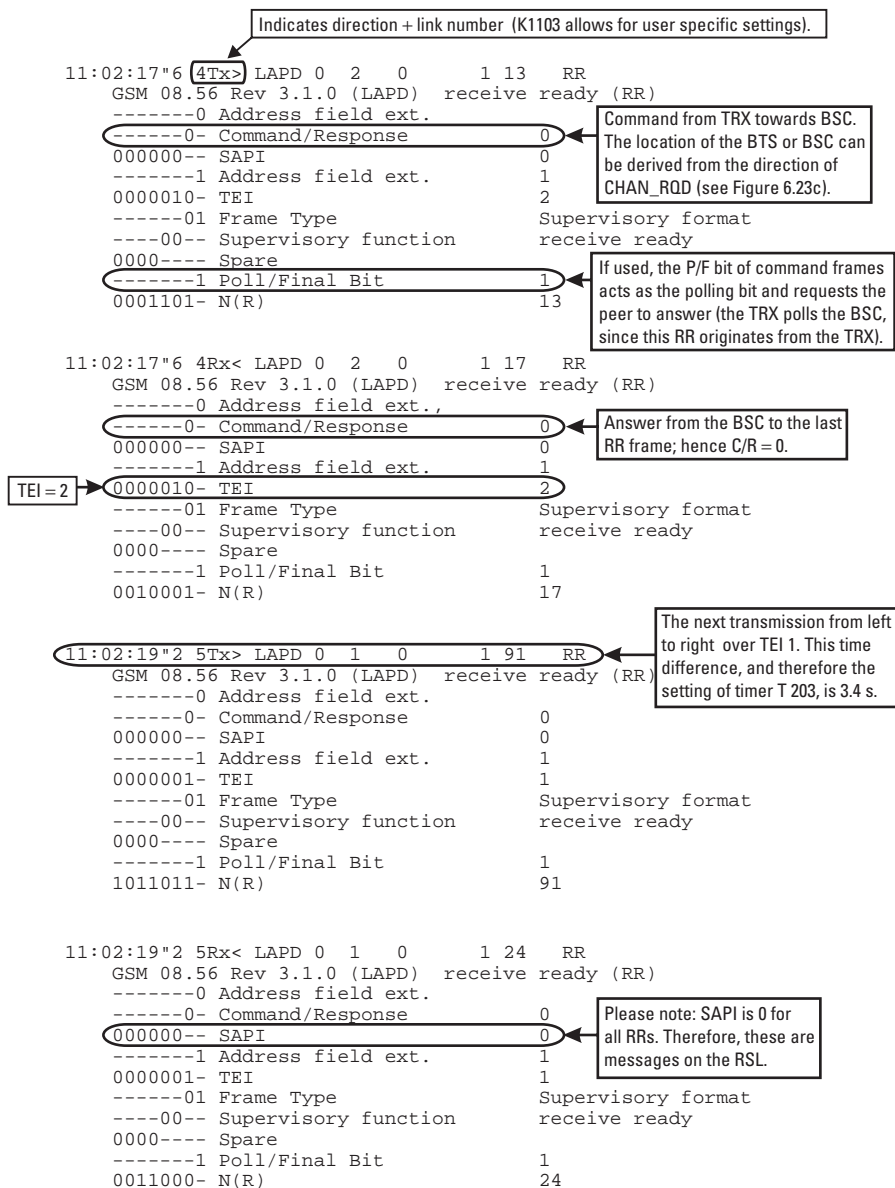 Indicates direction + link number (K1103 allows for user specific settings).
11:02:17"6 4Tx> LAPD 0 2 0 1 13 RR
GSM 08.56 Rev 3.1.0 (LAPD) receive ready (RR)
-------0 Address field ext.
------0- Command/Response 0
000000-- SAPI 0
-------1 Address field ext. 1
0000010- TEI 2
------01 Frame Type Supervisory format
----00-- Supervisory function receive ready
0000---- Spare
-------1 Poll/Final Bit 1
0001101- N(R) 13
Command from TRX towards BSC.
The location of the BTS or BSC can
be derived from the direction of
CHAN_RQD (see Figure 6.23c).
If used, the P/F bit of command frames
acts as the polling bit and requests the
peer to answer (the TRX polls the BSC,
since this RR originates from the TRX).
11:02:17"6 4Rx< LAPD 0 2 0 1 17 RR
GSM 08.56 Rev 3.1.0 (LAPD) receive ready (RR)
-------0 Address field ext.,
------0- Command/Response 0
000000-- SAPI 0
-------1 Address field ext. 1
0000010- TEI 2
------01 Frame Type Supervisory format
----00-- Supervisory function receive ready
0000---- Spare
-------1 Poll/Final Bit 1
0010001- N(R) 17
Answer from the BSC to the last
RR frame; hence C/R = 0.
TEI = 2
11:02:19"2 5Tx> LAPD 0 1 0 1 91 RR
GSM 08.56 Rev 3.1.0 (LAPD) receive ready (RR)
-------0 Address field ext.
------0- Command/Response 0
000000-- SAPI 0
-------1 Address field ext. 1
0000001- TEI 1
------01 Frame Type Supervisory format
----00-- Supervisory function receive ready
0000---- Spare
-------1 Poll/Final Bit 1
1011011- N(R) 91
The next transmission from left
to right over TEI 1. This time
difference, and therefore the
setting of timer T 203, is 3.4 s.
11:02:19"2 5Rx< LAPD 0 1 0 1 24 RR
GSM 08.56 Rev 3.1.0 (LAPD) receive ready (RR)
-------0 Address field ext.
------0- Command/Response 0
000000-- SAPI 0
-------1 Address field ext. 1
0000001- TEI 1
------01 Frame Type Supervisory format
----00-- Supervisory function receive ready
0000---- Spare
-------1 Poll/Final Bit 1
0011000- N(R) 24
Please note: SAPI is 0 for
all RRs. Therefore, these are
messages on the RSL.